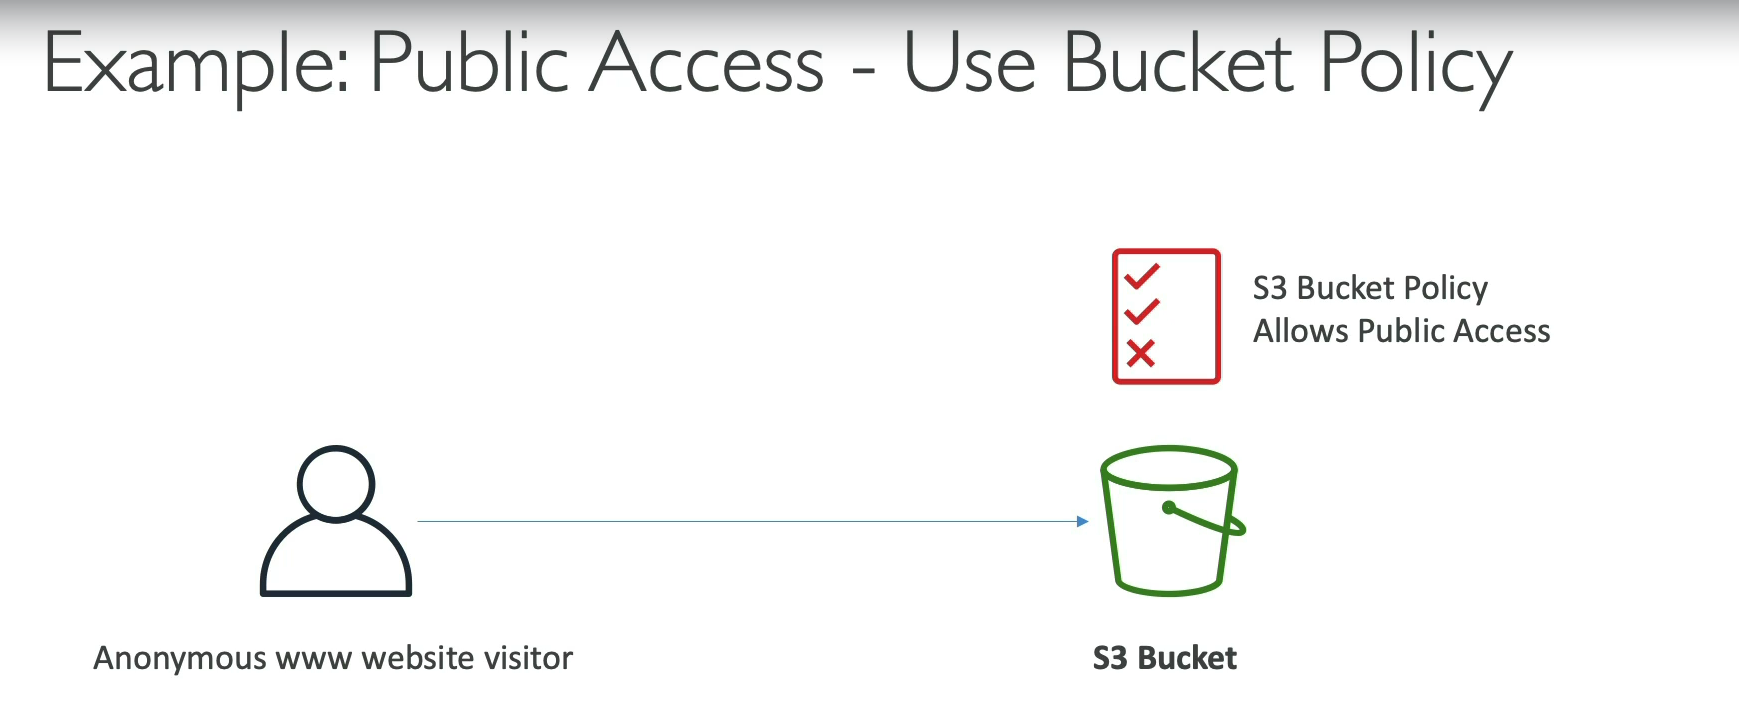 Example: Public Access - Use Bucket Policy
S3 Bucket Policy
Allows Public Access
Anonymous www website visitor
S3 Bucket